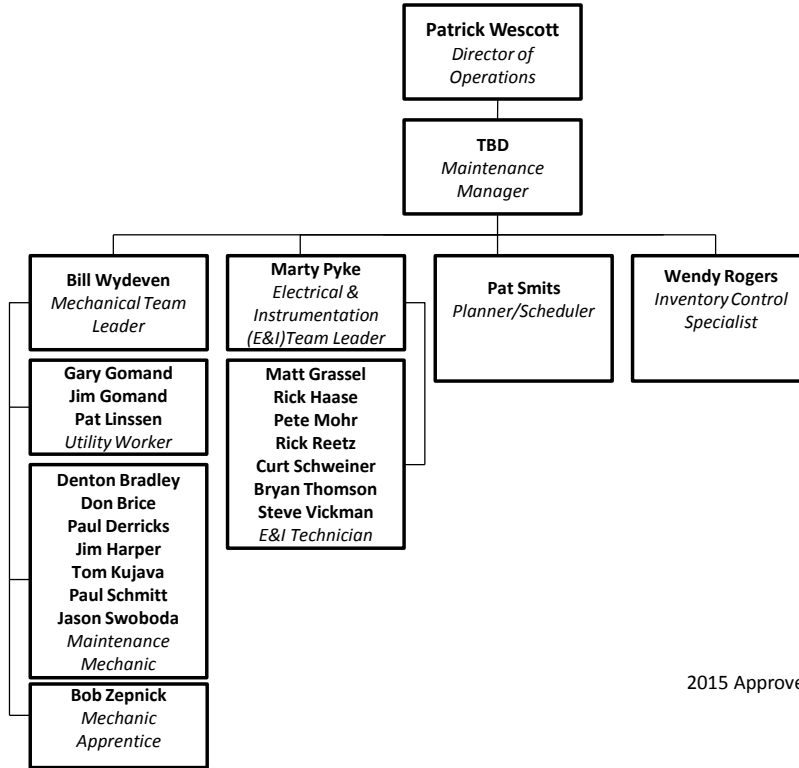 Patrick Wescott
Director of
Operations
TBD
Maintenance
Manager
Bill Wydeven
Mechanical Team
Leader
Marty Pyke
Electrical &
Instrumentation
(E&I)Team Leader
Pat Smits
Planner/Scheduler
Wendy Rogers
Inventory Control
Specialist
Gary Gomand
Jim Gomand
Pat Linssen
Utility Worker
Matt Grassel
Rick Haase
Pete Mohr
Rick Reetz
Curt Schweiner
Bryan Thomson
Steve Vickman
E&I Technician
Denton Bradley
Don Brice
Paul Derricks
Jim Harper
Tom Kujava
Paul Schmitt
Jason Swoboda
Maintenance
Mechanic
Bob Zepnick
Mechanic
Apprentice
2015 Approve